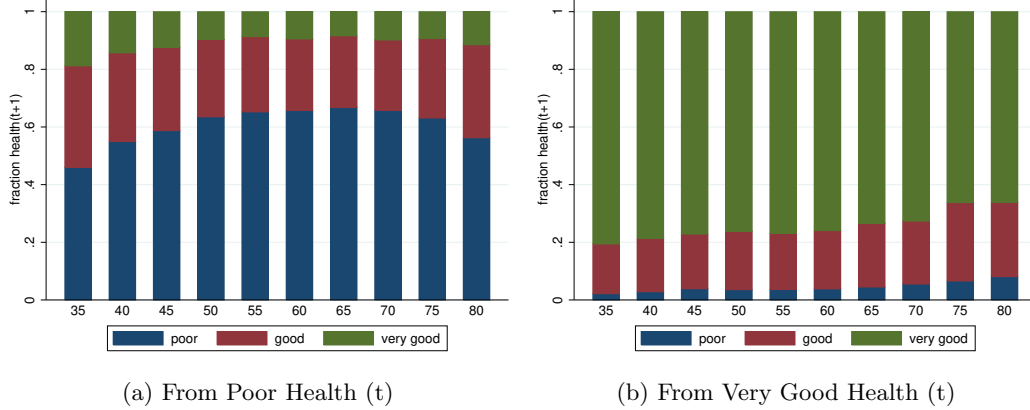 fraction health(t+1)
0 .2 .4 .6 .8 1
35 40 45 50 55 60 65 70 75 80
poor good very good
(a) From Poor Health (t)
fraction health(t+1)
0 .2 .4 .6 .8 1
35 40 45 50 55 60 65 70 75 80
poor good very good
(b) From Very Good Health (t)